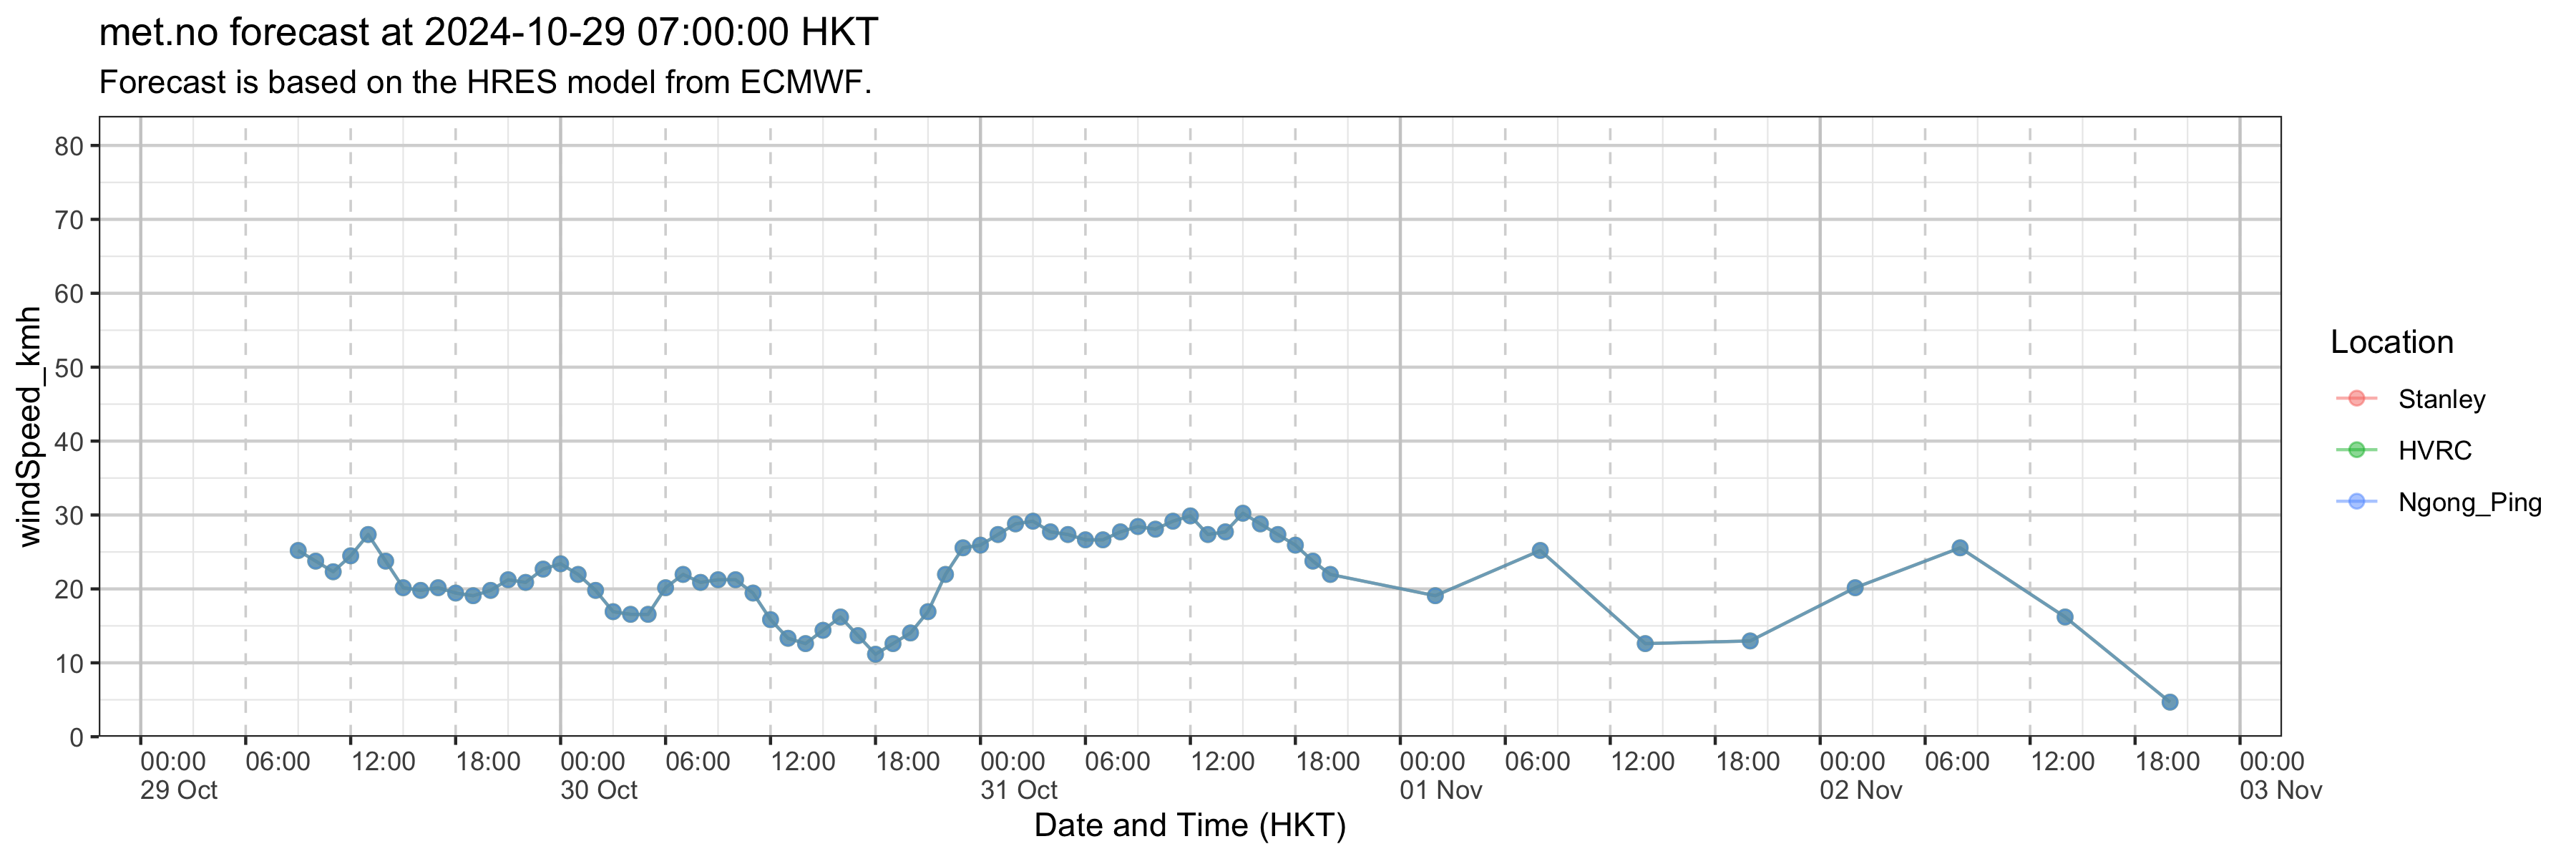 met.no forecast at 2024-10-29 07:00:00 HKT
Forecast is based on the HRES model from ECMWF.
windSpeed_kmh
80
70
60
50
40
30
20
10
0
00:00 06:00 12:00 18:00 00:00 06:00 12:00 18:00 00:00 06:00 12:00 18:00 00:00 06:00 12:00 18:00 00:00 06:00 12:00 18:00 00:00
29 Oct 30 Oct 31 Oct 01 Nov 02 Nov 03 Nov
Date and Time (HKT)
Location
Stanley
HVRC
Ngong_Ping